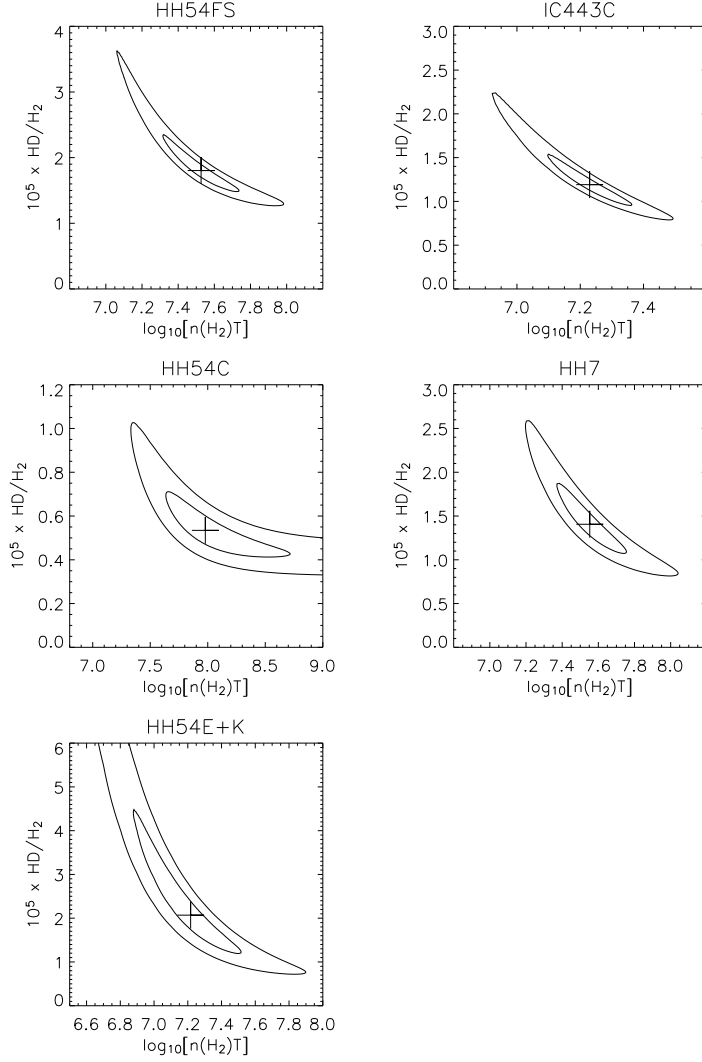 HH54FS
4
3
2
1
0
10⁵ x HD/H₂
7.0 7.2 7.4 7.6 7.8 8.0
log₁₀[n(H₂)T]
IC443C
3.0
2.5
2.0
1.5
1.0
0.5
0.0
10⁵ x HD/H₂
7.0 7.2 7.4
log₁₀[n(H₂)T]
HH54C
1.2
1.0
0.8
0.6
0.4
0.2
0.0
10⁵ x HD/H₂
7.0 7.5 8.0 8.5 9.0
log₁₀[n(H₂)T]
HH7
3.0
2.5
2.0
1.5
1.0
0.5
0.0
10⁵ x HD/H₂
7.0 7.2 7.4 7.6 7.8 8.0
log₁₀[n(H₂)T]
HH54E+K
6
5
4
3
2
1
0
10⁵ x HD/H₂
6.6 6.8 7.0 7.2 7.4 7.6 7.8 8.0
log₁₀[n(H₂)T]